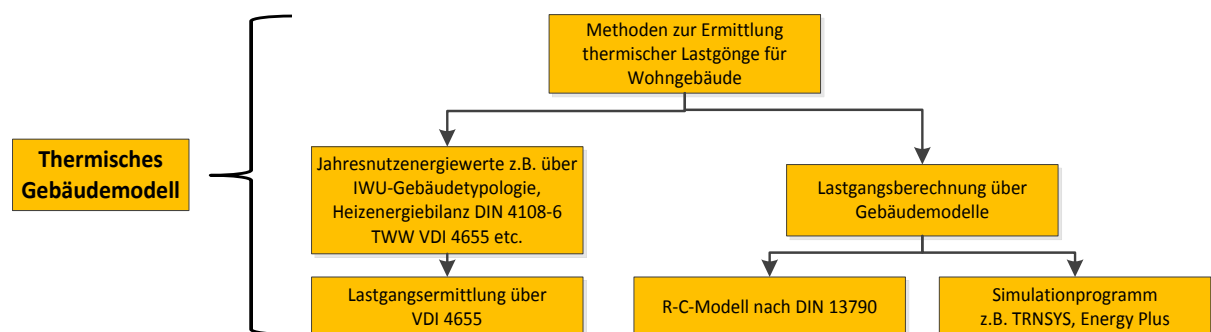 Methoden zur Ermittlung
thermischer Lastgönge für
Wohngebäude
Thermisches
Gebäudemodell
Jahresnutzenergiewerte z.B. über
IWU-Gebäudetypologie,
Heizenergiebilanz DIN 4108-6
TWW VDI 4655 etc.
Lastgangsberechnung über
Gebäudemodelle
Lastgangsermittlung über
VDI 4655
R-C-Modell nach DIN 13790
Simulationprogramm
z.B. TRNSYS, Energy Plus